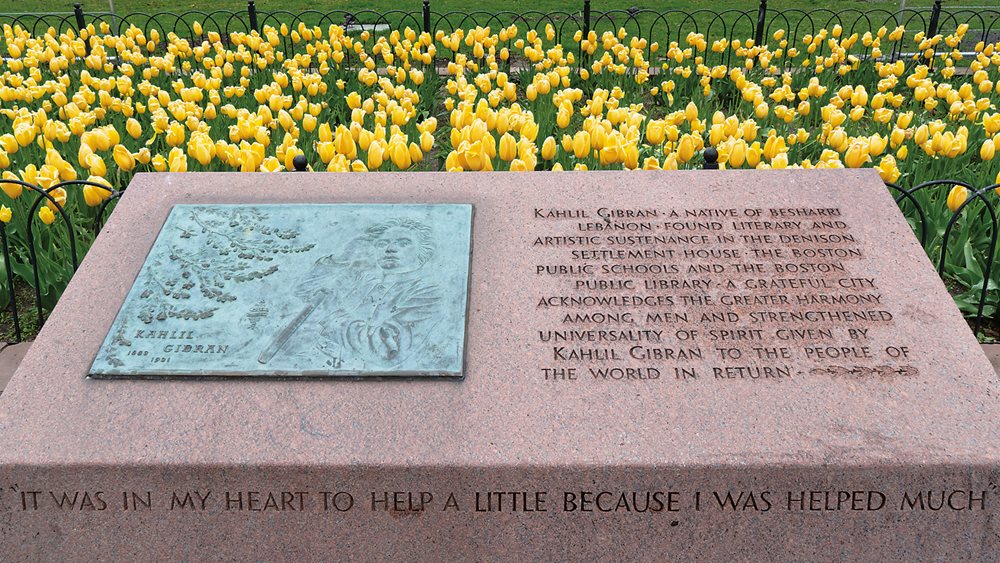 KAHLIL
GIBRAN
1883
1931
KAHLIL GIBRAN · A NATIVE OF BESHARRI
LEBANON · FOUND LITERARY AND
ARTISTIC SUSTENANCE IN THE DENISON
SETTLEMENT HOUSE · THE BOSTON
PUBLIC SCHOOLS AND THE BOSTON
PUBLIC LIBRARY · A GRATEFUL CITY
ACKNOWLEDGES THE GREATER HARMONY
AMONG MEN AND STRENGTHENED
UNIVERSALITY OF SPIRIT GIVEN BY
KAHLIL GIBRAN TO THE PEOPLE OF
THE WORLD IN RETURN ·
"IT WAS IN MY HEART TO HELP A LITTLE BECAUSE I WAS HELPED MUCH"